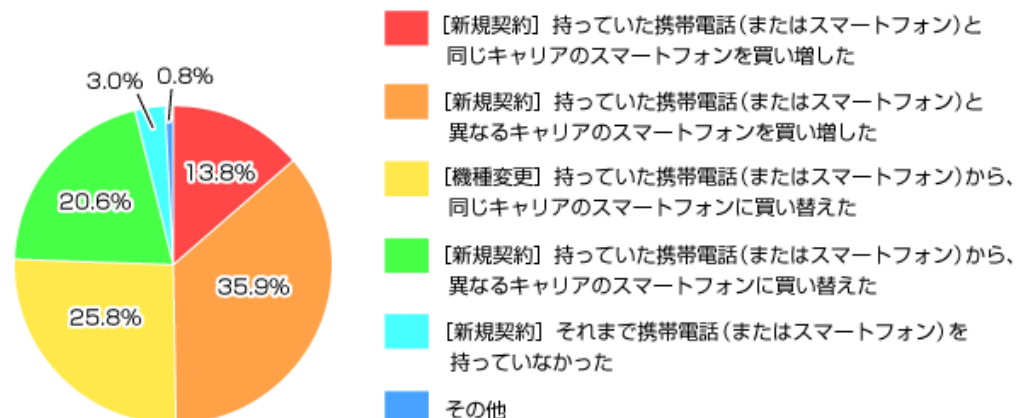 [新規契約] 持っていた携帯電話(またはスマートフォン)と
同じキャリアのスマートフォンを買い増した
[新規契約] 持っていた携帯電話(またはスマートフォン)と
異なるキャリアのスマートフォンを買い増した
[機種変更] 持っていた携帯電話(またはスマートフォン)から、
同じキャリアのスマートフォンに買い替えた
[新規契約] 持っていた携帯電話(またはスマートフォン)から、
異なるキャリアのスマートフォンに買い替えた
[新規契約] それまで携帯電話(またはスマートフォン)を
持っていなかった
その他
3.0%
0.8%
13.8%
20.6%
35.9%
25.8%